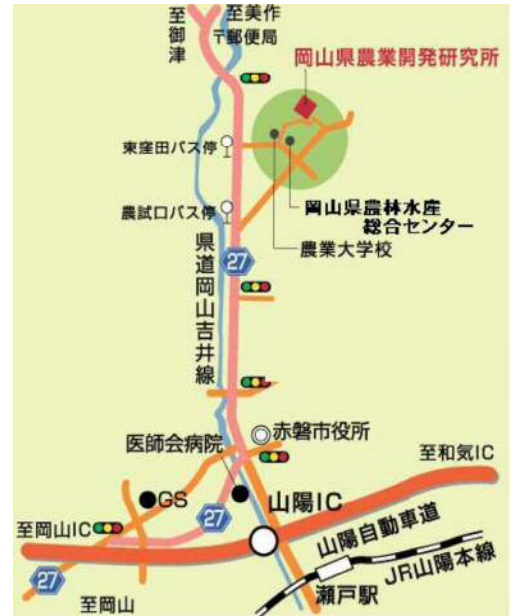 至御津
至美作
〒郵便局
岡山県農業開発研究所
東窪田バス停
岡山県農林水産
総合センター
農試口バス停
農業大学校
27
県道岡山吉井線
赤磐市役所
医師会病院
至和気IC
GS
山陽IC
27
至岡山IC
山陽自動車道
JR山陽本線
27
瀬戸駅
至岡山